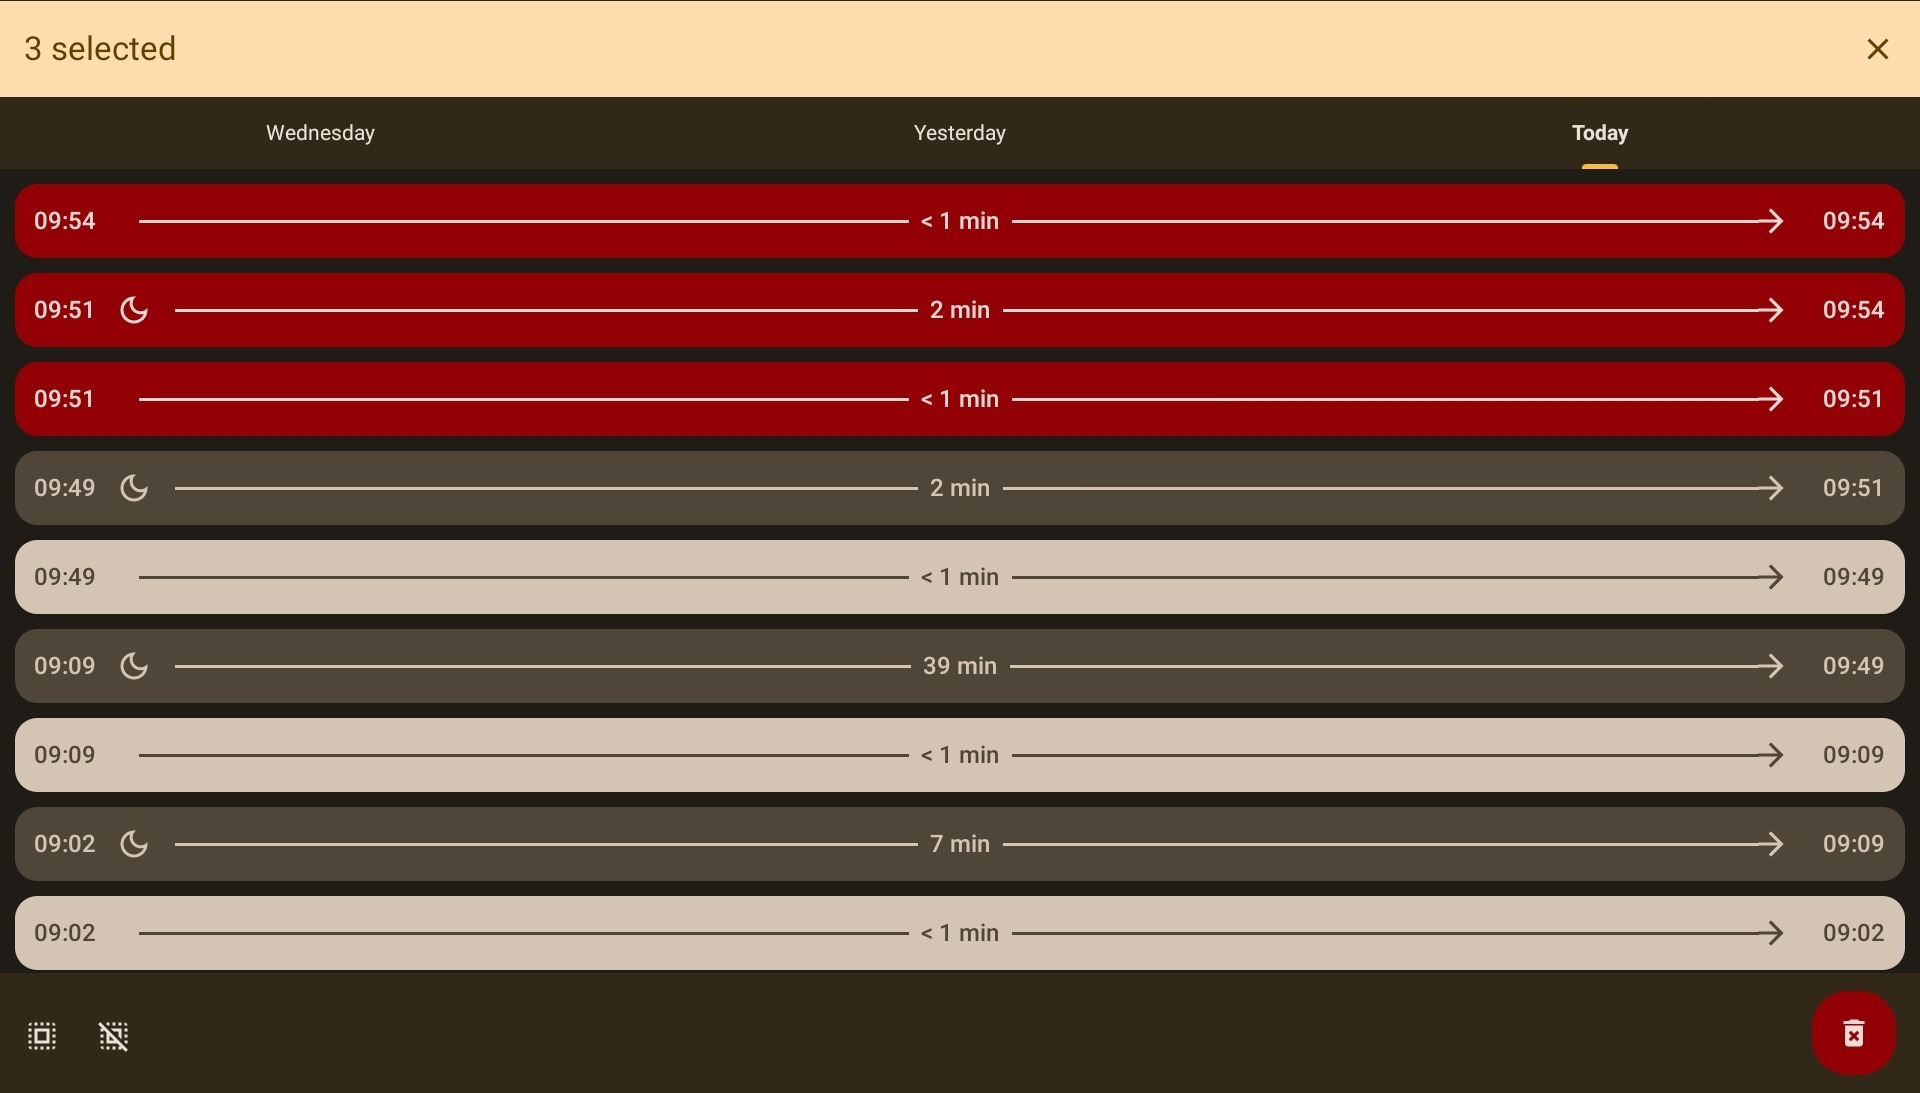 3 selected
Wednesday Yesterday Today
09:54 < 1 min 09:54
09:51 2 min 09:54
09:51 < 1 min 09:51
09:49 2 min 09:51
09:49 < 1 min 09:49
09:09 39 min 09:49
09:09 < 1 min 09:09
09:02 7 min 09:09
09:02 < 1 min 09:02